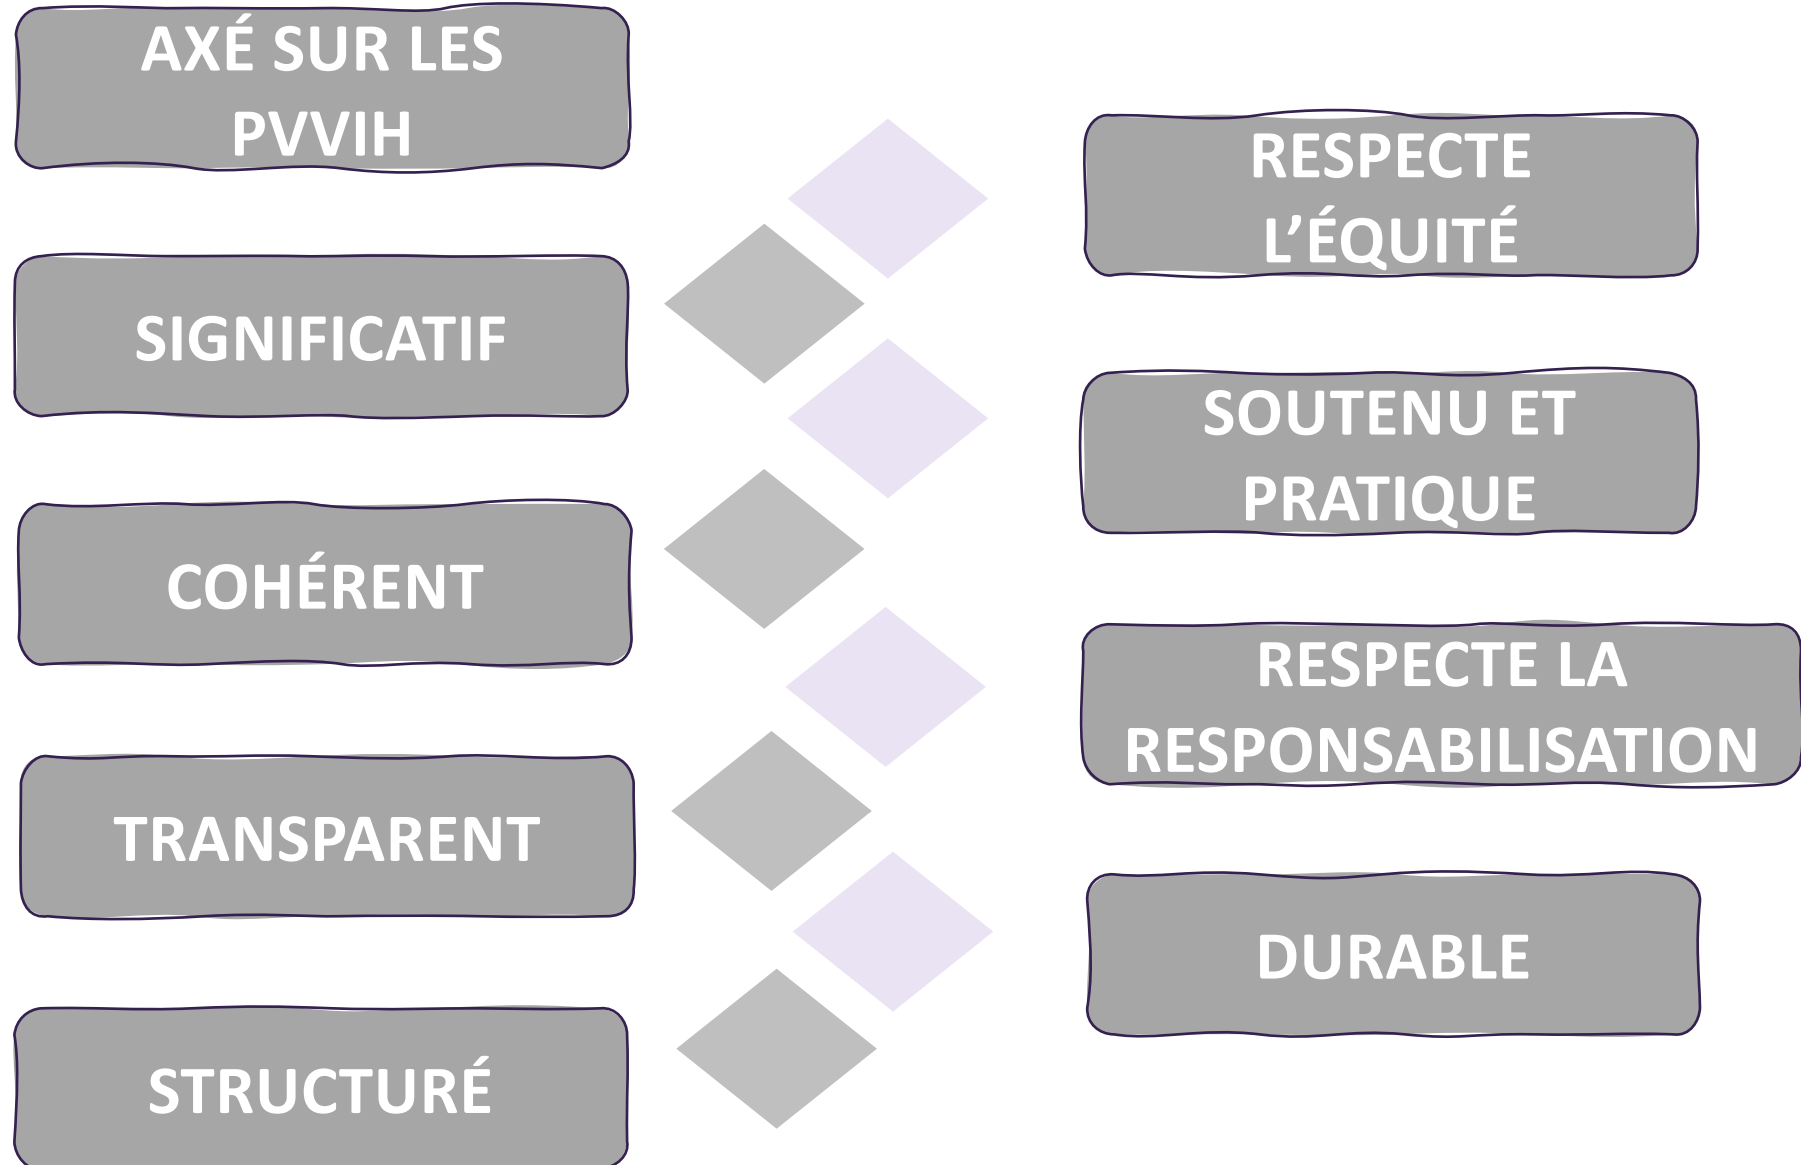 AXÉ SUR LES
PVVIH
SIGNIFICATIF
COHÉRENT
TRANSPARENT
STRUCTURÉ
RESPECTE
L’ÉQUITÉ
SOUTENU ET
PRATIQUE
RESPECTE LA
RESPONSABILISATION
DURABLE